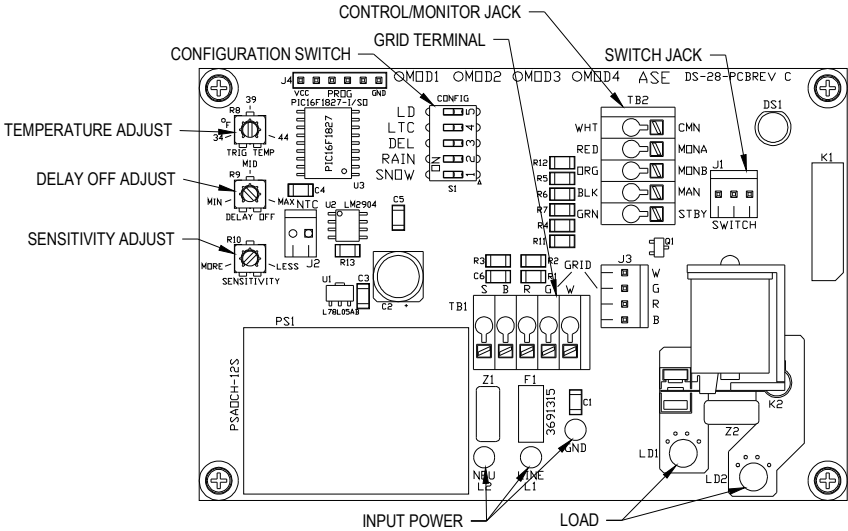 CONTROL/MONITOR JACK
GRID TERMINAL
CONFIGURATION SWITCH
SWITCH JACK
TEMPERATURE ADJUST
DELAY OFF ADJUST
SENSITIVITY ADJUST
INPUT POWER
LOAD
J4
VCC PROG GND
PIC16F1827-I/SO
PIC16F1827
U3
MOD1 MOD2 MOD3 MOD4 ASE DS-28-PCBREV C
39
R8
°F
34 44
TRIG TEMP
MID
R9
MIN MAX
DELAY OFF
R10
MORE LESS
SENSITIVITY
CONFIG
LD 5
LTC 4
DEL 3
RAIN 2
SNOW 1
ON
S1
C4
NTC
J2
U2 LM2904
R13
C5
U1
L78L05AB
C3
C2 +
TB2
WHT CMN
RED MONA
ORG MONB
BLK MAN
GRN STBY
R12
R5
R6
R7
R4
R11
DS1
K1
J1
SWITCH
Q1
R3 R2
C6 R1
GRID
S B R G W
TB1
J3
W
G
R
B
PS1
PSAOCH-12S
Z1
F1
3691315
C1
GND
NEU
L2
LINE
L1
K2
Z2
LD1
LD2